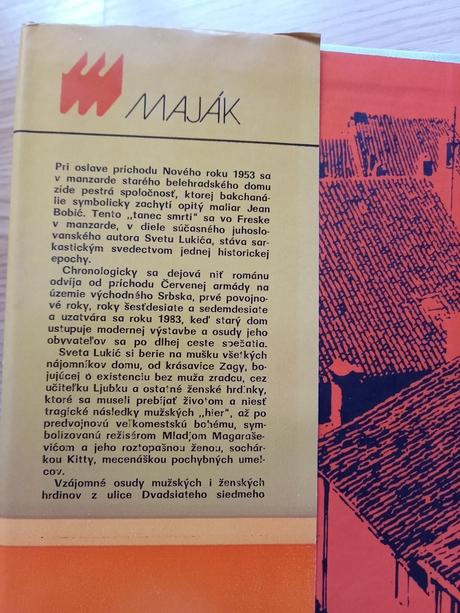 MAJÁK
Pri oslave príchodu Nového roku 1953 sa
v manzarde starého belehradského domu
zíde pestrá spoločnosť, ktorej bakchaná-
lie symbolicky zachytí opitý maliar Jean
Bobić. Tento „tanec smrti" sa vo Freske
v manzarde, v diele súčasného juhoslo-
vanského autora Svetu Lukića, stáva sar-
kastickým svedectvom jednej historickej
epochy.
Chronologicky sa dejová niť románu
odvíja od príchodu Červenej armády na
územie východného Srbska, prvé povojno-
vé roky, roky šesťdesiate a sedemdesiate
a uzatvára sa roku 1983, keď starý dom
ustupuje modernej výstavbe a osudy jeho
obyvateľov sa po dlhej ceste spečatia.
Sveta Lukić si berie na mušku všetkých
nájomníkov domu, od krásavice Zagy, bo-
jujúcej o existenciu bez muža zradcu, cez
učiteľku Ljubku a ostatné ženské hrdinky,
ktoré sa museli prebíjať životom a niesť
tragické následky mužských „hier", až po
predvojnovú veľkomestskú bohému, sym-
bolizovanú režisérom Mladjom Magaraše-
vićom a jeho roztopašnou ženou, sochár-
kou Kitty, mecenáškou pochybných umel-
cov.
Vzájomné osudy mužských i ženských
hrdinov z ulice Dvadsiateho siedmeho